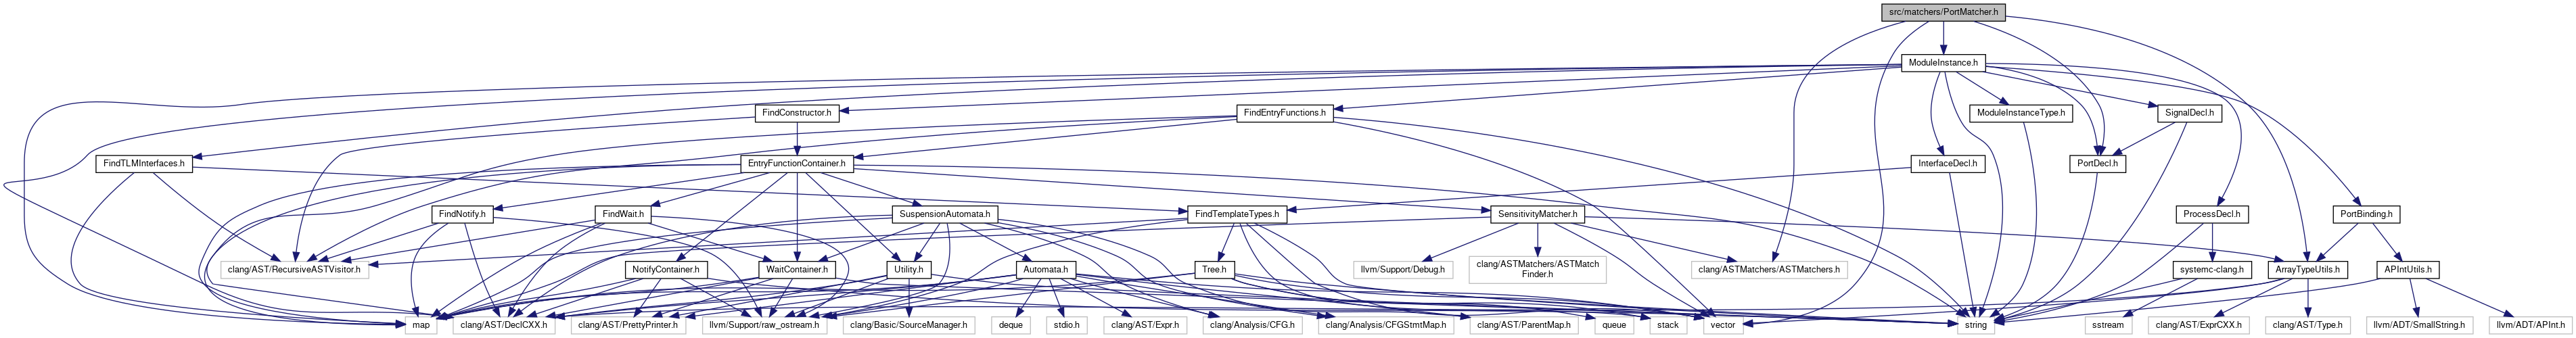 src/matchers/PortMatcher.h
ModuleInstance.h
FindConstructor.h
FindEntryFunctions.h
ModuleInstanceType.h
SignalDecl.h
FindTLMInterfaces.h
EntryFunctionContainer.h
InterfaceDecl.h
PortDecl.h
FindNotify.h
FindWait.h
SuspensionAutomata.h
FindTemplateTypes.h
SensitivityMatcher.h
ProcessDecl.h
PortBinding.h
clang/AST/RecursiveASTVisitor.h
NotifyContainer.h
WaitContainer.h
Utility.h
Automata.h
Tree.h
llvm/Support/Debug.h
clang/ASTMatchers/ASTMatch
Finder.h
clang/ASTMatchers/ASTMatchers.h
systemc-clang.h
ArrayTypeUtils.h
APIntUtils.h
map
clang/AST/DeclCXX.h
clang/AST/PrettyPrinter.h
llvm/Support/raw_ostream.h
clang/Basic/SourceManager.h
deque
stdio.h
clang/AST/Expr.h
clang/Analysis/CFG.h
clang/Analysis/CFGStmtMap.h
clang/AST/ParentMap.h
queue
stack
vector
string
sstream
clang/AST/ExprCXX.h
clang/AST/Type.h
llvm/ADT/SmallString.h
llvm/ADT/APInt.h